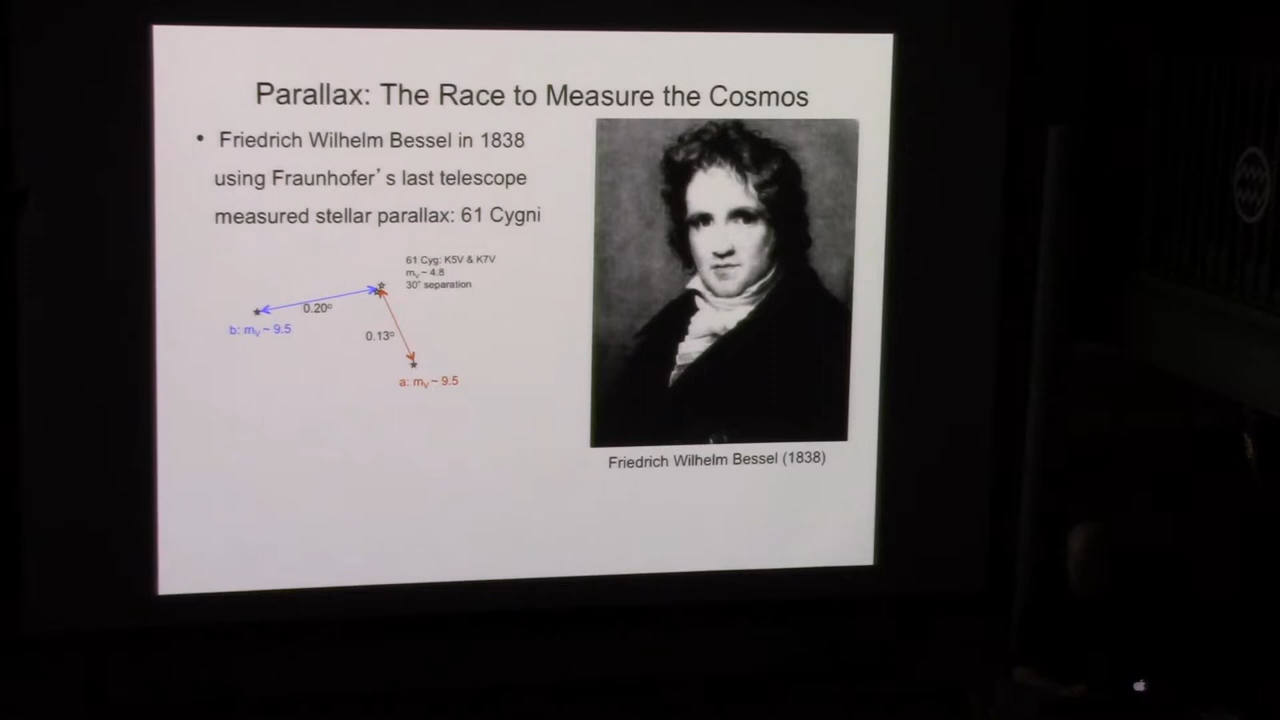 Parallax: The Race to Measure the Cosmos
• Friedrich Wilhelm Bessel in 1838
using Fraunhofer’s last telescope
measured stellar parallax: 61 Cygni
61 Cyg: K5V & K7V
mV ~ 4.8
30" separation
0.20º
b: mV ~ 9.5
0.13º
a: mV ~ 9.5
Friedrich Wilhelm Bessel (1838)